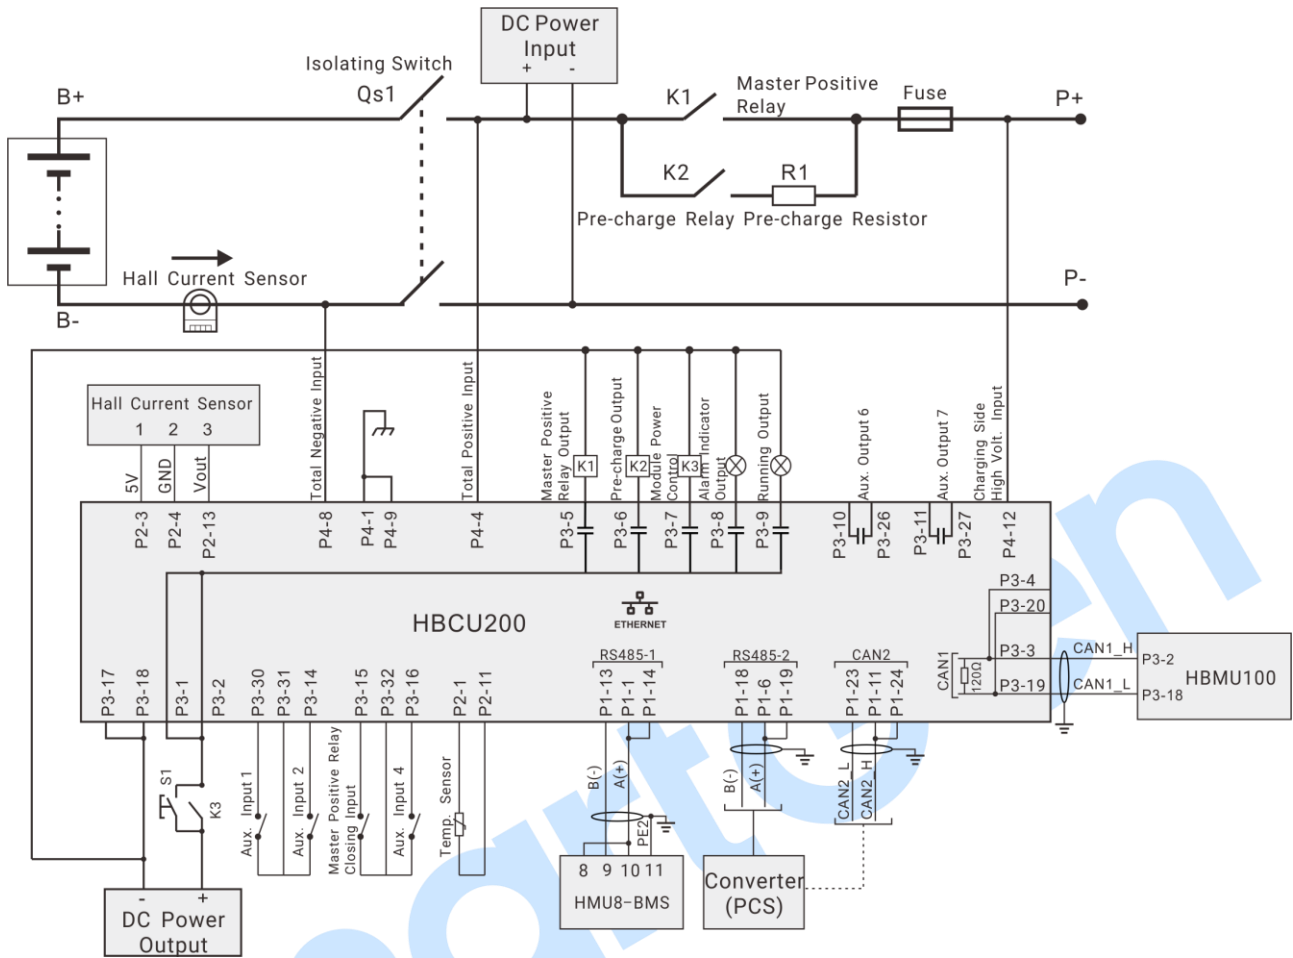 DC Power
Input
+ -
Isolating Switch
Qs1
B+
K1
Master Positive
Relay
Fuse
P+
K2
R1
Pre-charge Relay Pre-charge Resistor
Hall Current Sensor
B-
P-
Hall Current Sensor
1 2 3
5V
GND
Vout
Total Negative Input
Total Positive Input
Master Positive
Relay Output
Pre-charge Output
Module Power
Control
Alarm Indicator
Output
Running Output
Aux. Output 6
Aux. Output 7
Charging Side
High Volt. Input
K1
K2
K3
P2-3
P2-4
P2-13
P4-8
P4-1
P4-9
P4-4
P3-5
P3-6
P3-7
P3-8
P3-9
P3-10
P3-26
P3-11
P3-27
P4-12
HBCU200
ETHERNET
P3-4
P3-20
P3-3
P3-19
CAN1
120Ω
CAN1_H
CAN1_L
P3-2
P3-18
HBMU100
RS485-1
RS485-2
CAN2
P3-17
P3-18
P3-1
P3-2
P3-30
P3-31
P3-14
P3-15
P3-32
P3-16
P2-1
P2-11
P1-13
P1-1
P1-14
P1-18
P1-6
P1-19
P1-23
P1-11
P1-24
S1
K3
Aux. Input 1
Aux. Input 2
Master Positive Relay
Closing Input
Aux. Input 4
Temp. Sensor
B(-)
A(+)
PE2
B(-)
A(+)
CAN2_L
CAN2_H
8 9 10 11
HMU8-BMS
Converter
(PCS)
- +
DC Power
Output